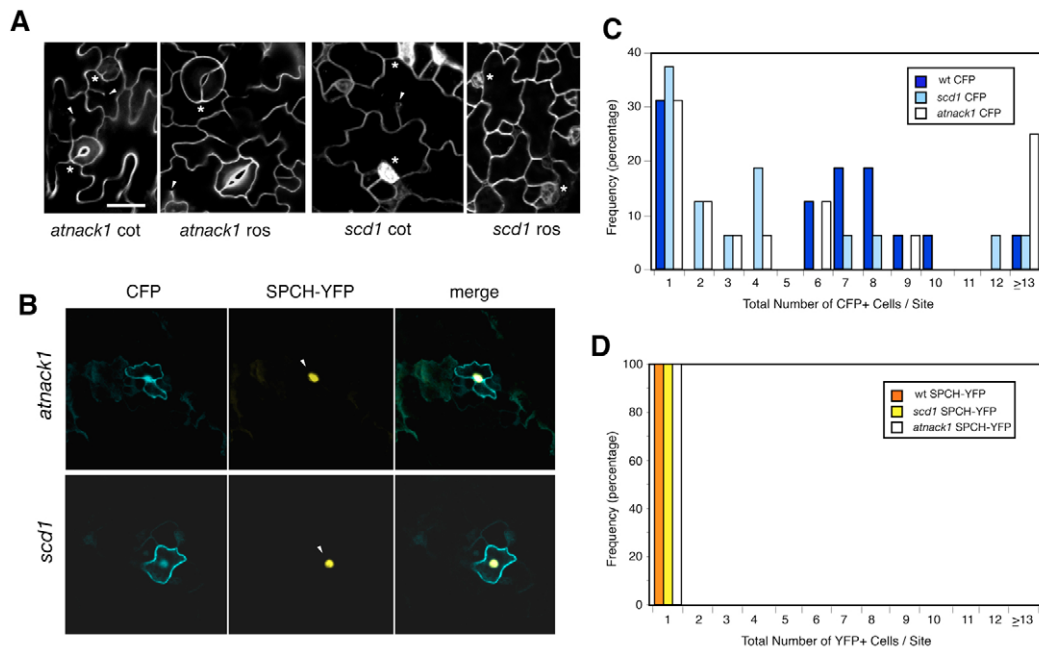 A
* * * * * * *
atnack1 cot atnack1 ros scd1 cot scd1 ros
B
CFP SPCH-YFP merge
atnack1
scd1
C
Frequency (percentage)
40
30
20
10
0
wt CFP
scd1 CFP
atnack1 CFP
1 2 3 4 5 6 7 8 9 10 11 12 ≥13
Total Number of CFP+ Cells / Site
D
Frequency (percentage)
100
80
60
40
20
0
wt SPCH-YFP
scd1 SPCH-YFP
atnack1 SPCH-YFP
1 2 3 4 5 6 7 8 9 10 11 12 ≥13
Total Number of YFP+ Cells / Site